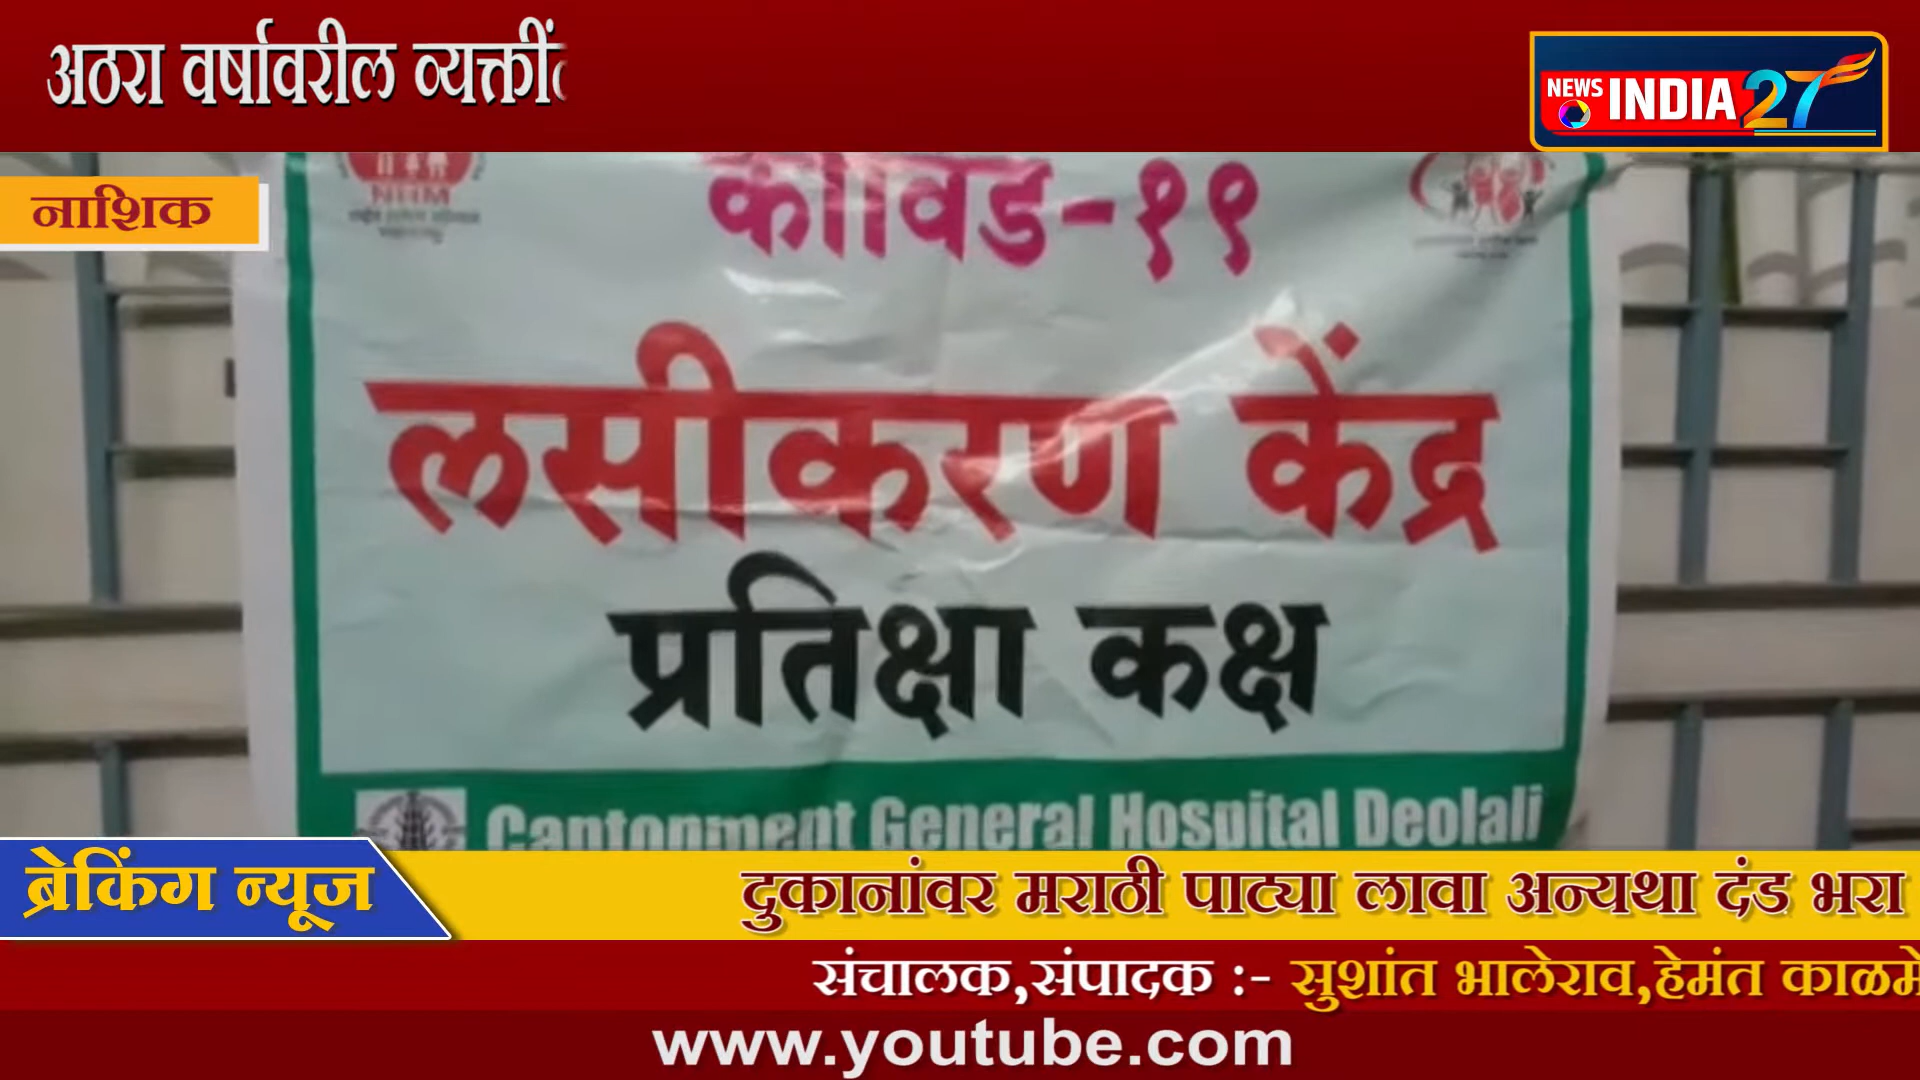 अठरा वर्षावरील व्यक्तीं
NEWS INDIA 27
नाशिक
NHM
कोविड-१९
लसीकरण केंद्र
प्रतिक्षा कक्ष
Cantonment General Hospital Deolali
ब्रेकिंग न्यूज
दुकानांवर मराठी पाट्या लावा अन्यथा दंड भरा
संचालक,संपादक :- सुशांत भालेराव,हेमंत काळमे
www.youtube.com